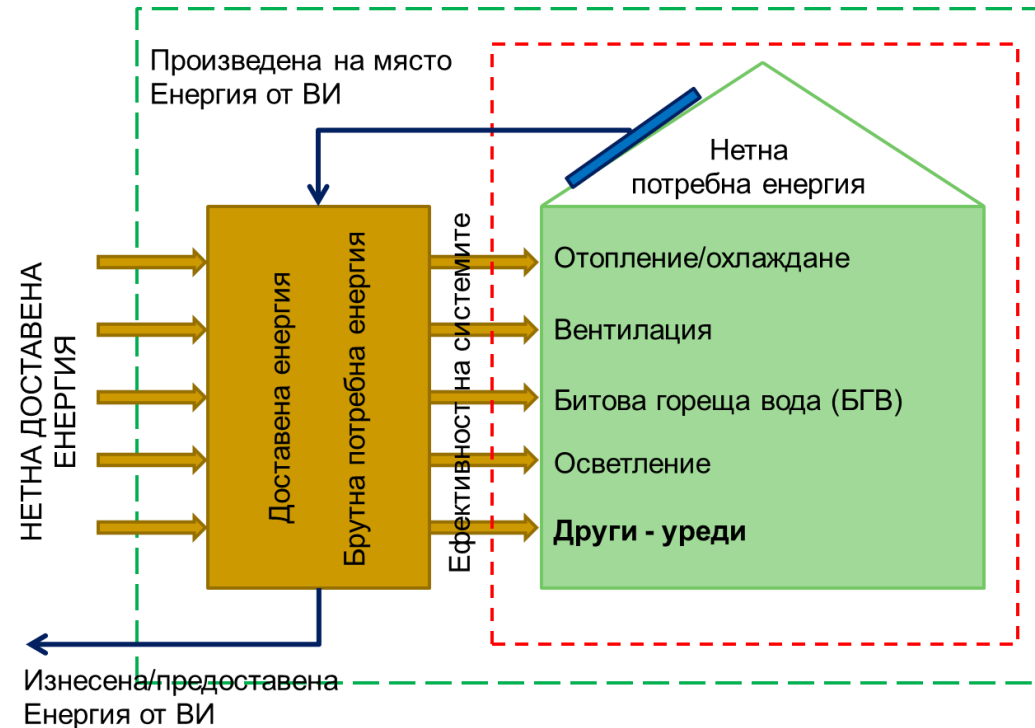 Произведена на място
Енергия от ВИ
Нетна
потребна енергия
НЕТНА ДОСТАВЕНА
ЕНЕРГИЯ
Доставена енергия
Брутна потребна енергия
Ефективност на системите
Отопление/охлаждане
Вентилация
Битова гореща вода (БГВ)
Осветление
Други - уреди
Изнесена/предоставена
Енергия от ВИ